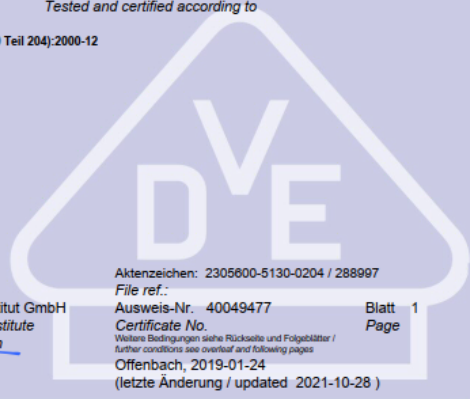 Tested and certified according to
Teil 204):2000-12
VDE
Aktenzeichen: 2305600-5130-0204 / 288997
File ref.:
itut GmbH Ausweis-Nr. 40049477 Blatt 1
stitute Certificate No. Page
Weitere Bedingungen siehe Rückseite und Folgeblätter /
further conditions see overleaf and following pages
Offenbach, 2019-01-24
(letzte Änderung / updated 2021-10-28 )